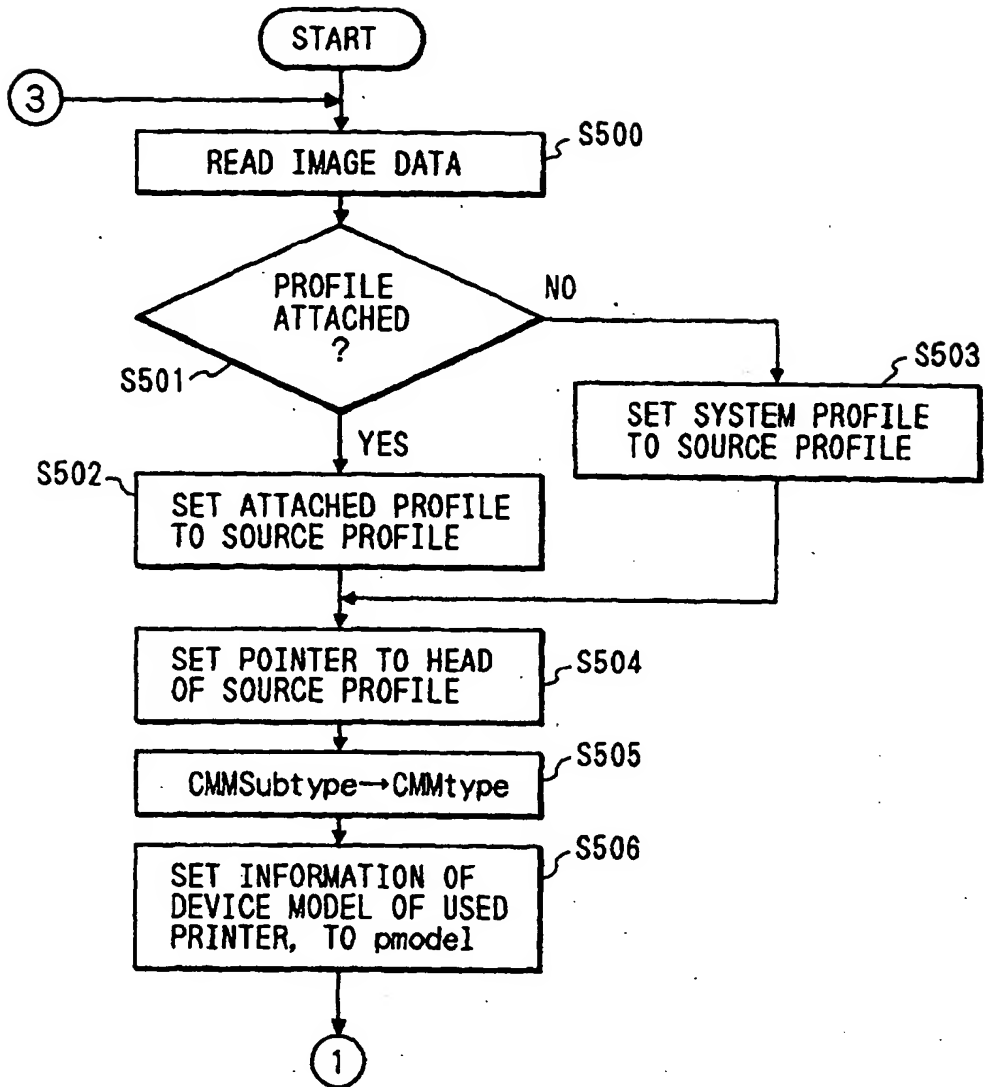 START
3
S500
READ IMAGE DATA
PROFILE
ATTACHED
?
NO
S501
YES
S503
SET SYSTEM PROFILE
TO SOURCE PROFILE
S502
SET ATTACHED PROFILE
TO SOURCE PROFILE
SET POINTER TO HEAD
OF SOURCE PROFILE
S504
S505
CMMSubtype→CMMtype
S506
SET INFORMATION OF
DEVICE MODEL OF USED
PRINTER, TO pmodel
1